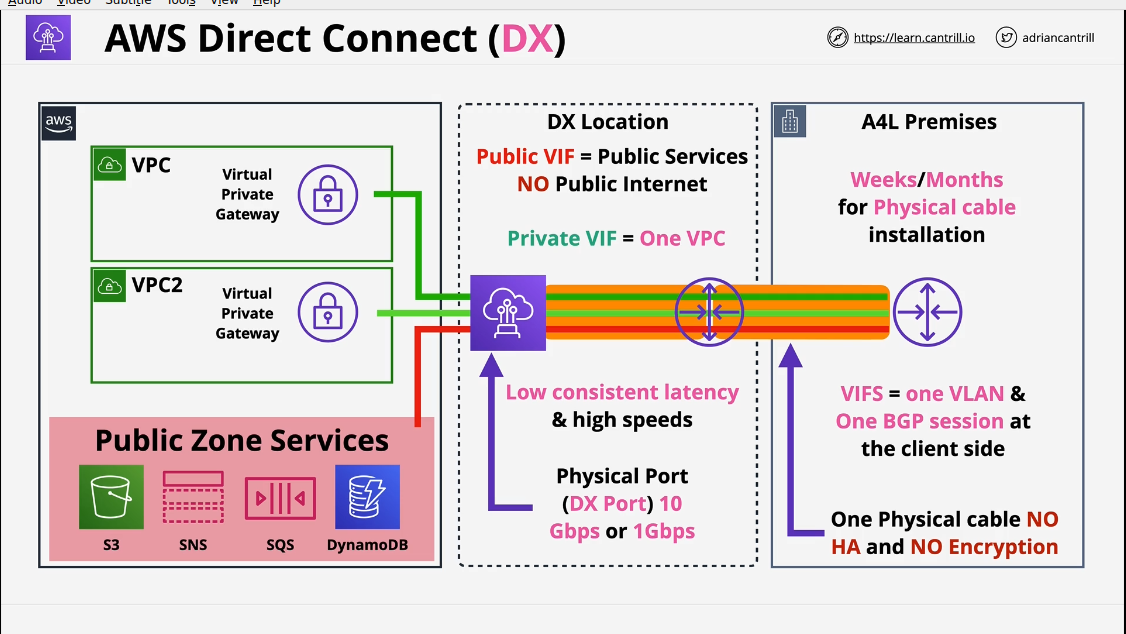 Audio Video Subtitle Tools View Help
AWS Direct Connect (DX)
https://learn.cantrill.io
adriancantrill
aws
VPC
Virtual
Private
Gateway
VPC2
Virtual
Private
Gateway
Public Zone Services
S3
SNS
SQS
DynamoDB
DX Location
Public VIF = Public Services
NO Public Internet
Private VIF = One VPC
Low consistent latency
& high speeds
Physical Port
(DX Port) 10
Gbps or 1Gbps
A4L Premises
Weeks/Months
for Physical cable
installation
VIFS = one VLAN &
One BGP session at
the client side
One Physical cable NO
HA and NO Encryption